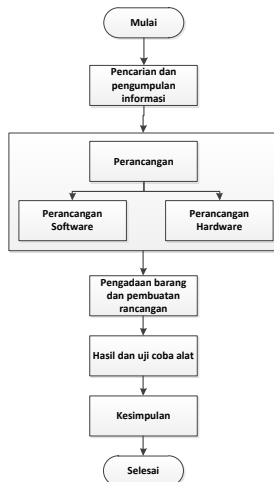 Mulai
Pencarian dan
pengumpulan
informasi
Perancangan
Perancangan
Software
Perancangan
Hardware
Pengadaan barang
dan pembuatan
rancangan
Hasil dan uji coba alat
Kesimpulan
Selesai